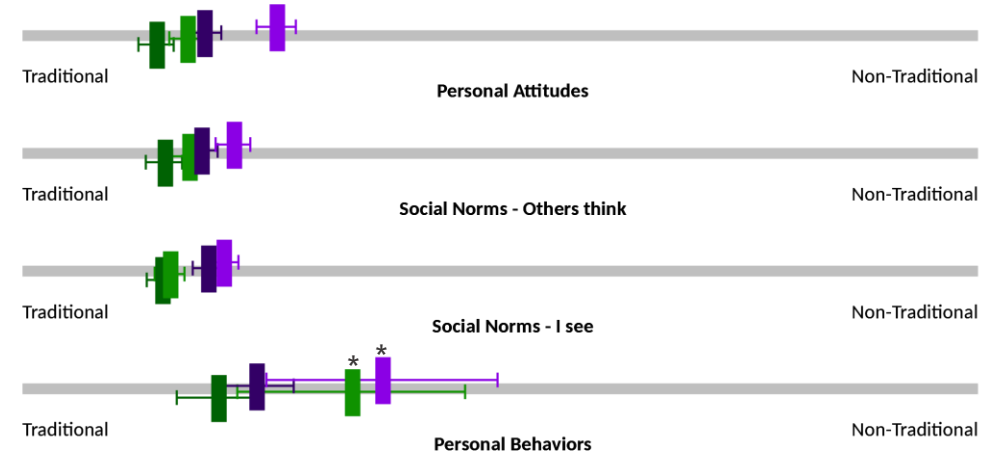 Traditional Non-Traditional
Personal Attitudes
Traditional Non-Traditional
Social Norms - Others think
Traditional Non-Traditional
Social Norms - I see
* *
Traditional Non-Traditional
Personal Behaviors